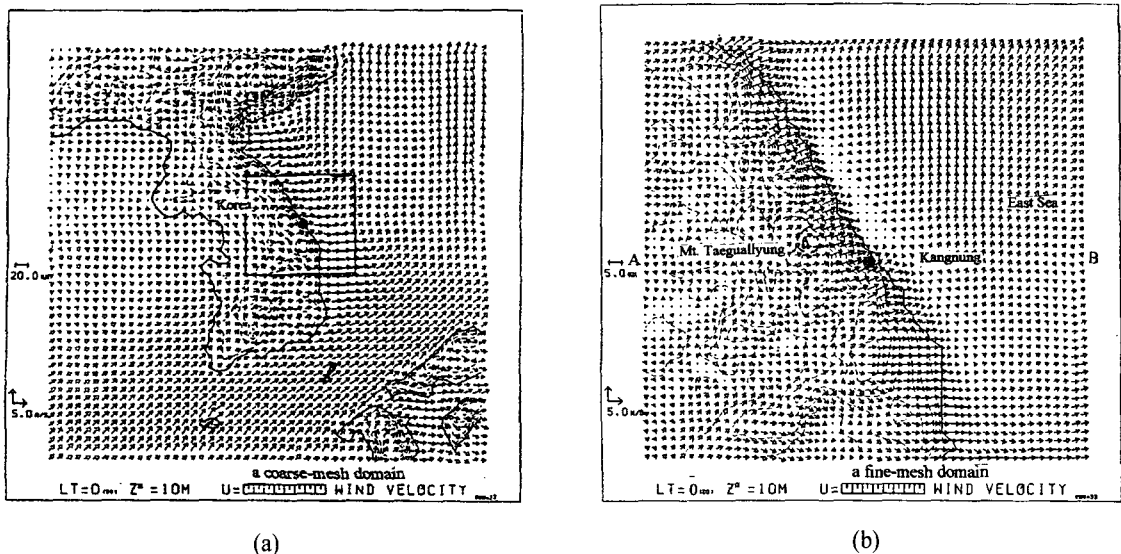 Korea
20.0
5.0
a coarse-mesh domain
LT=0 Z* =10M U= WIND VELOCITY
(a)
East Sea
A Mt. Taeguallyung Kangnung B
5.0
5.0
a fine-mesh domain
LT=0 Z* =10M U= WIND VELOCITY
(b)